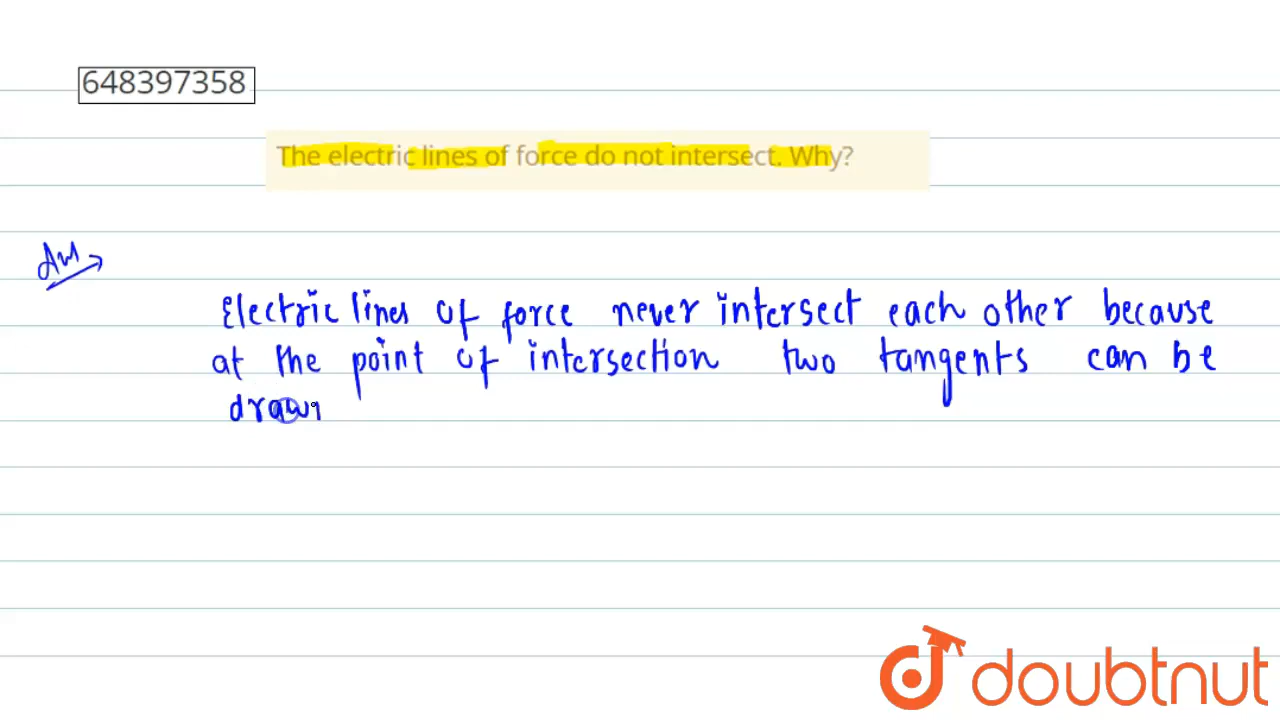 648397358
The electric lines of force do not intersect. Why?
Ans
Electric lines of force never intersect each other because
at the point of intersection two tangents can be
drawn
doubtnut